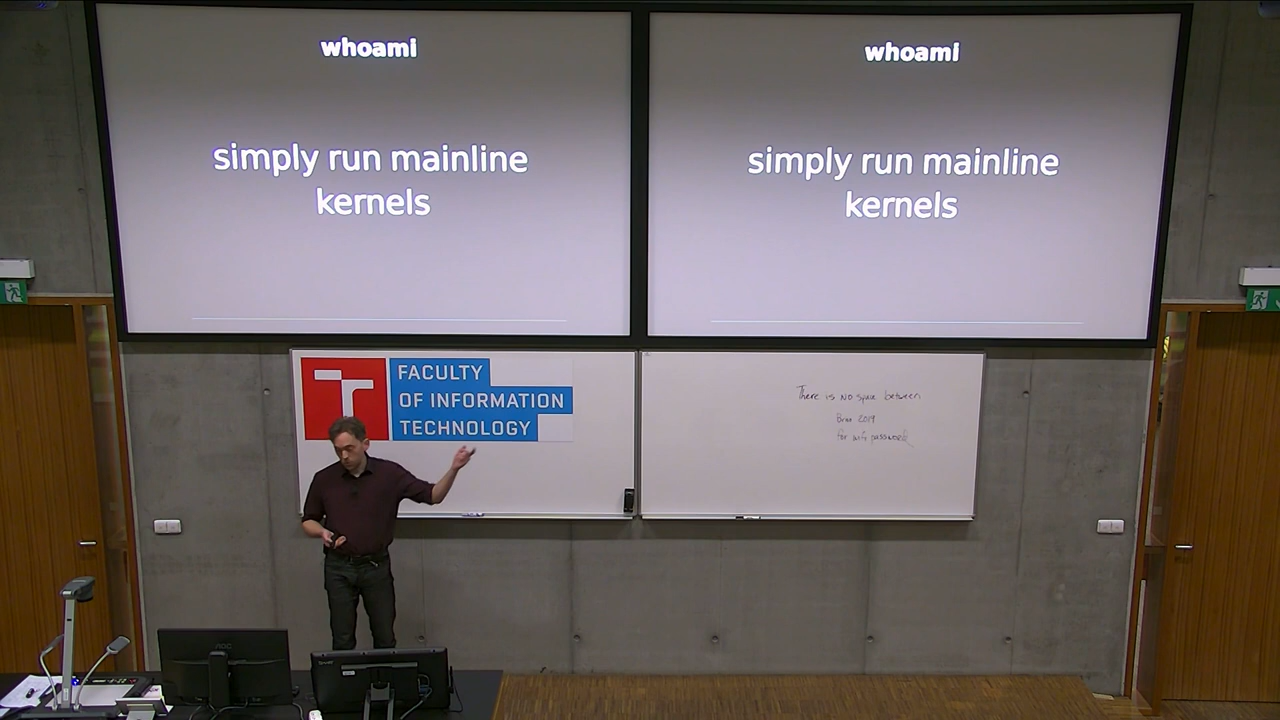 whoami
simply run mainline
kernels
whoami
simply run mainline
kernels
FACULTY
OF INFORMATION
TECHNOLOGY
There is NO space between
Brno 2019
for wifi password